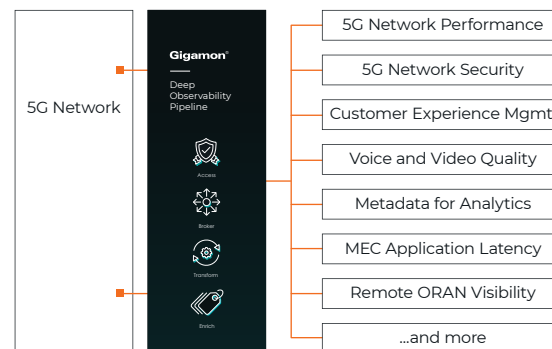 5G Network
Gigamon®
Deep
Observability
Pipeline
Access
Broker
Transform
Enrich
5G Network Performance
5G Network Security
Customer Experience Mgmt
Voice and Video Quality
Metadata for Analytics
MEC Application Latency
Remote ORAN Visibility
...and more